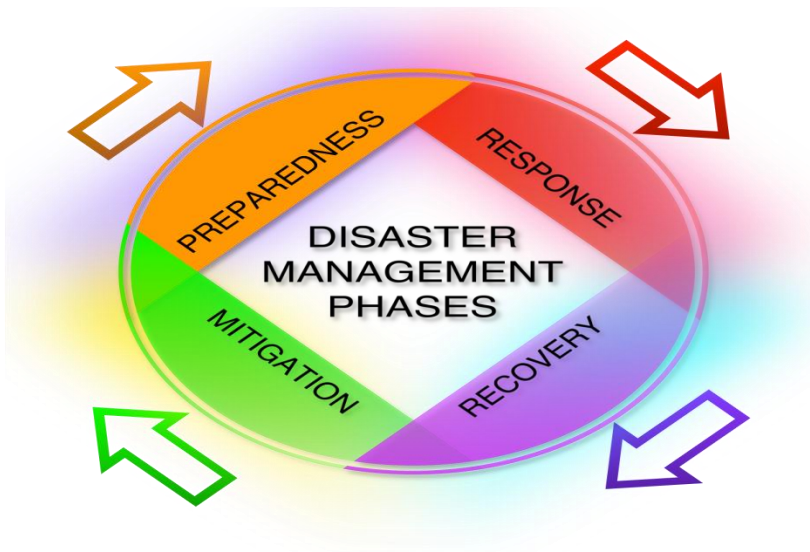 PREPAREDNESS
RESPONSE
DISASTER
MANAGEMENT
PHASES
MITIGATION
RECOVERY